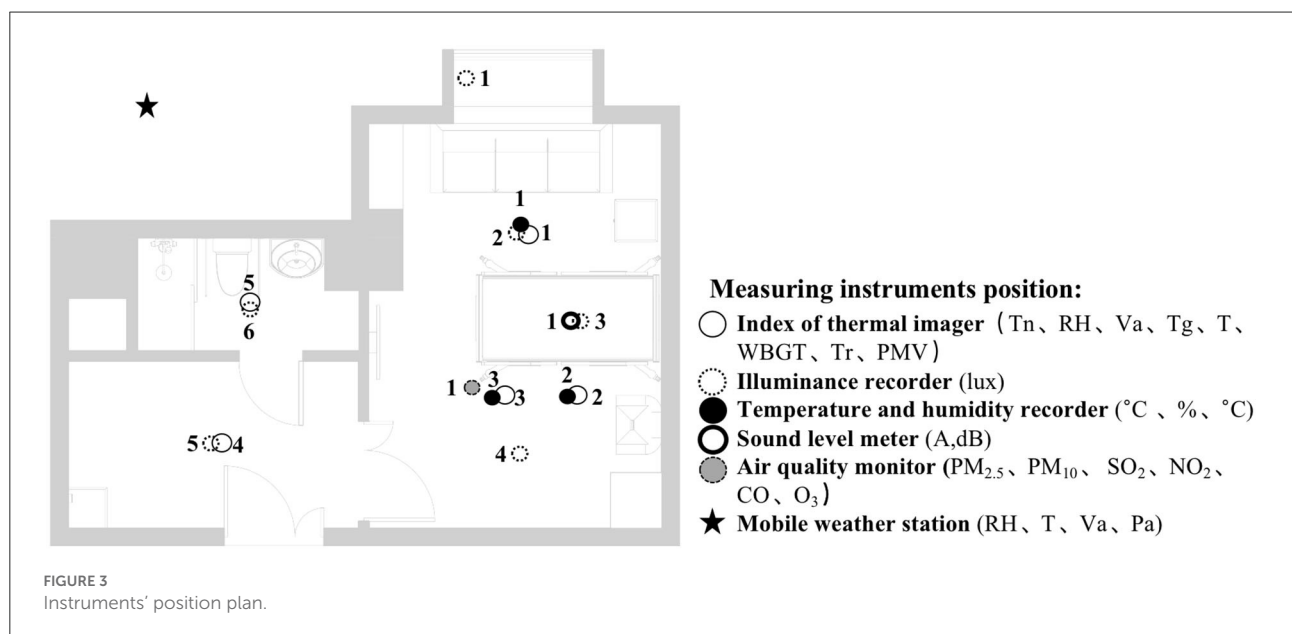 1
1
2 1
5
6
1 3
1 3 2
3 2
5 4
4
Measuring instruments position:
Index of thermal imager（Tn、RH、Va、Tg、T、
WBGT、Tr、PMV）
Illuminance recorder (lux)
Temperature and humidity recorder (°C 、%、°C)
Sound level meter (A,dB)
Air quality monitor (PM2.5、PM10、 SO2、NO2、
CO、O3）
Mobile weather station (RH、T、Va、Pa)
FIGURE 3
Instruments' position plan.